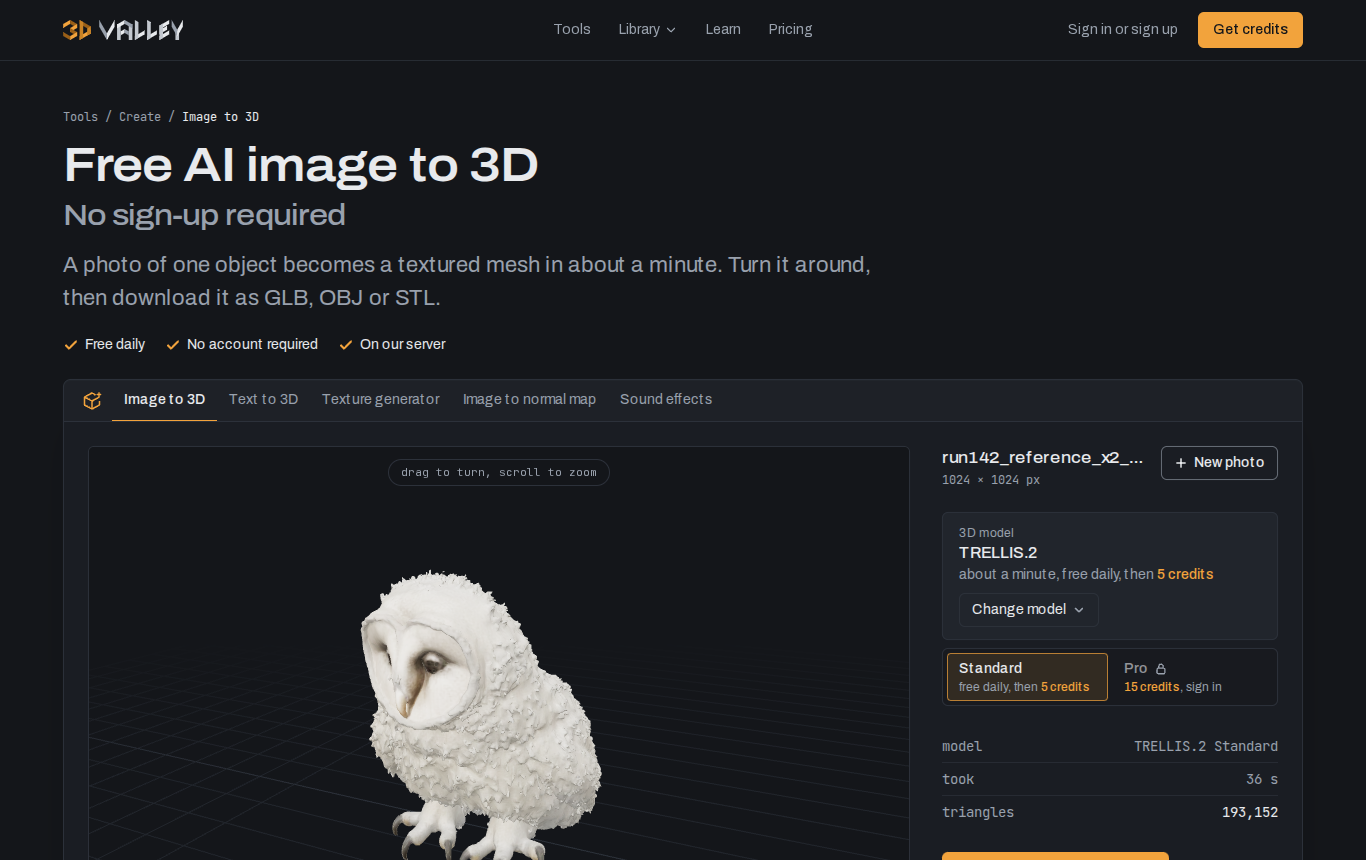 3D VALLEY
Tools
Library
Learn
Pricing
Sign in or sign up
Get credits
Tools / Create / Image to 3D
Free AI image to 3D
No sign-up required
A photo of one object becomes a textured mesh in about a minute. Turn it around,
then download it as GLB, OBJ or STL.
Free daily
No account required
On our server
Image to 3D
Text to 3D
Texture generator
Image to normal map
Sound effects
drag to turn, scroll to zoom
run142_reference_x2_...
1024 × 1024 px
New photo
3D model
TRELLIS.2
about a minute, free daily, then 5 credits
Change model
Standard
free daily, then 5 credits
Pro
15 credits, sign in
model
TRELLIS.2 Standard
took
36 s
triangles
193,152